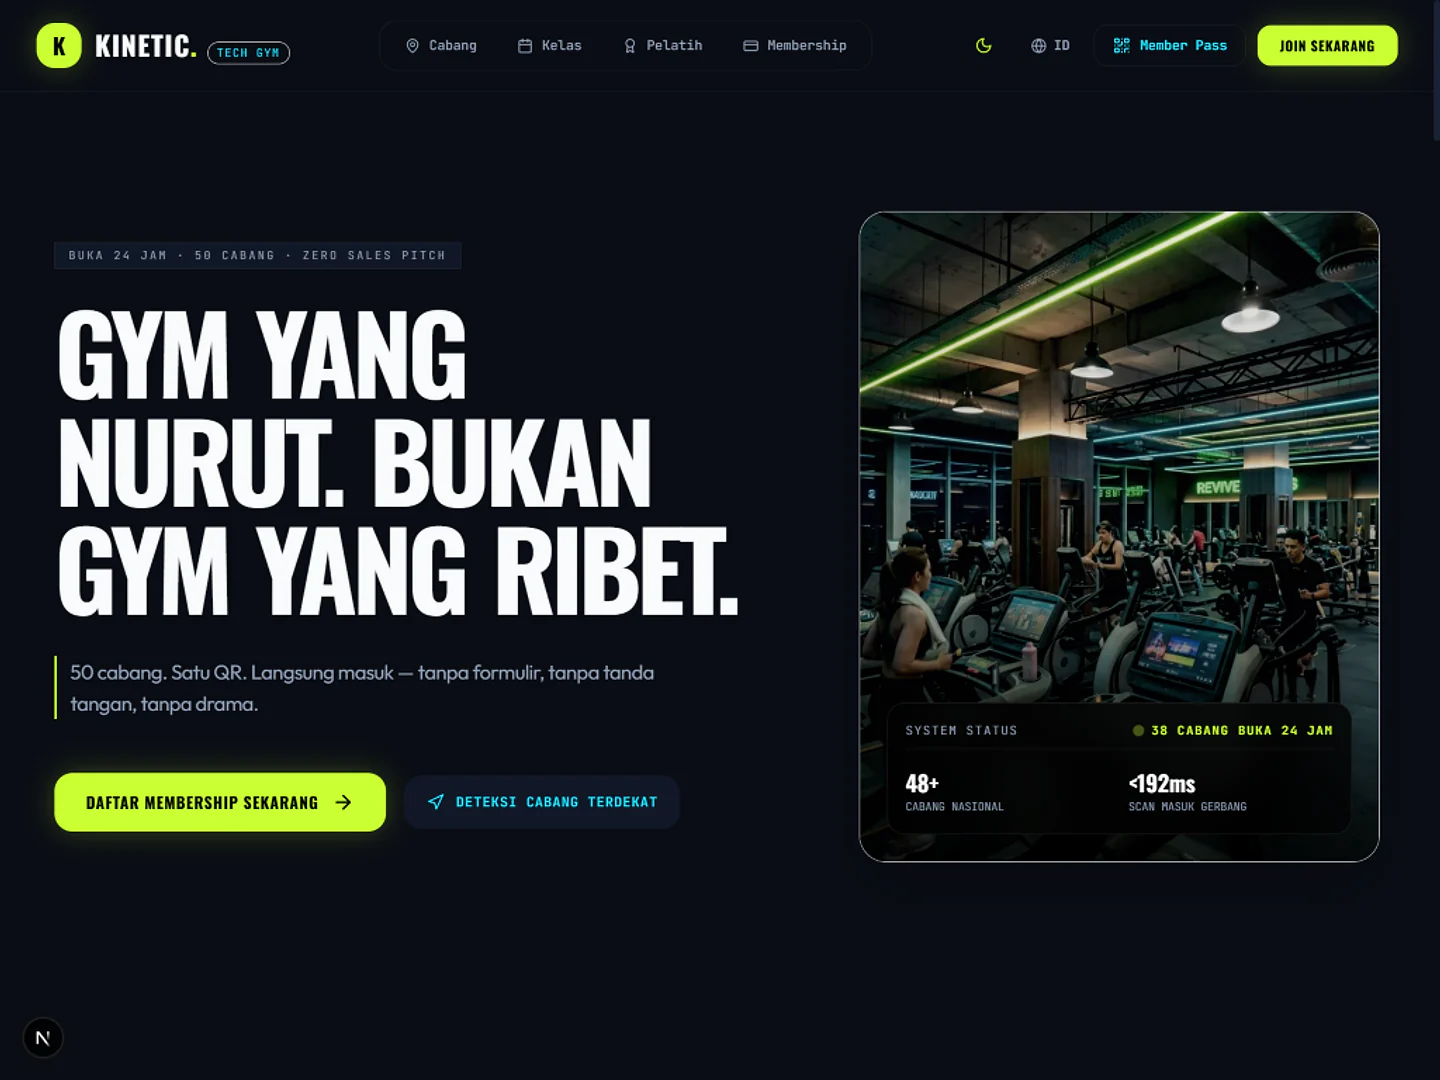 K KINETIC. TECH GYM
Cabang
Kelas
Pelatih
Membership
ID
Member Pass
JOIN SEKARANG
BUKA 24 JAM · 50 CABANG · ZERO SALES PITCH
GYM YANG
NURUT. BUKAN
GYM YANG RIBET.
50 cabang. Satu QR. Langsung masuk — tanpa formulir, tanpa tanda
tangan, tanpa drama.
DAFTAR MEMBERSHIP SEKARANG
DETEKSI CABANG TERDEKAT
REVIVE
SYSTEM STATUS
38 CABANG BUKA 24 JAM
48+
CABANG NASIONAL
<192ms
SCAN MASUK GERBANG
N